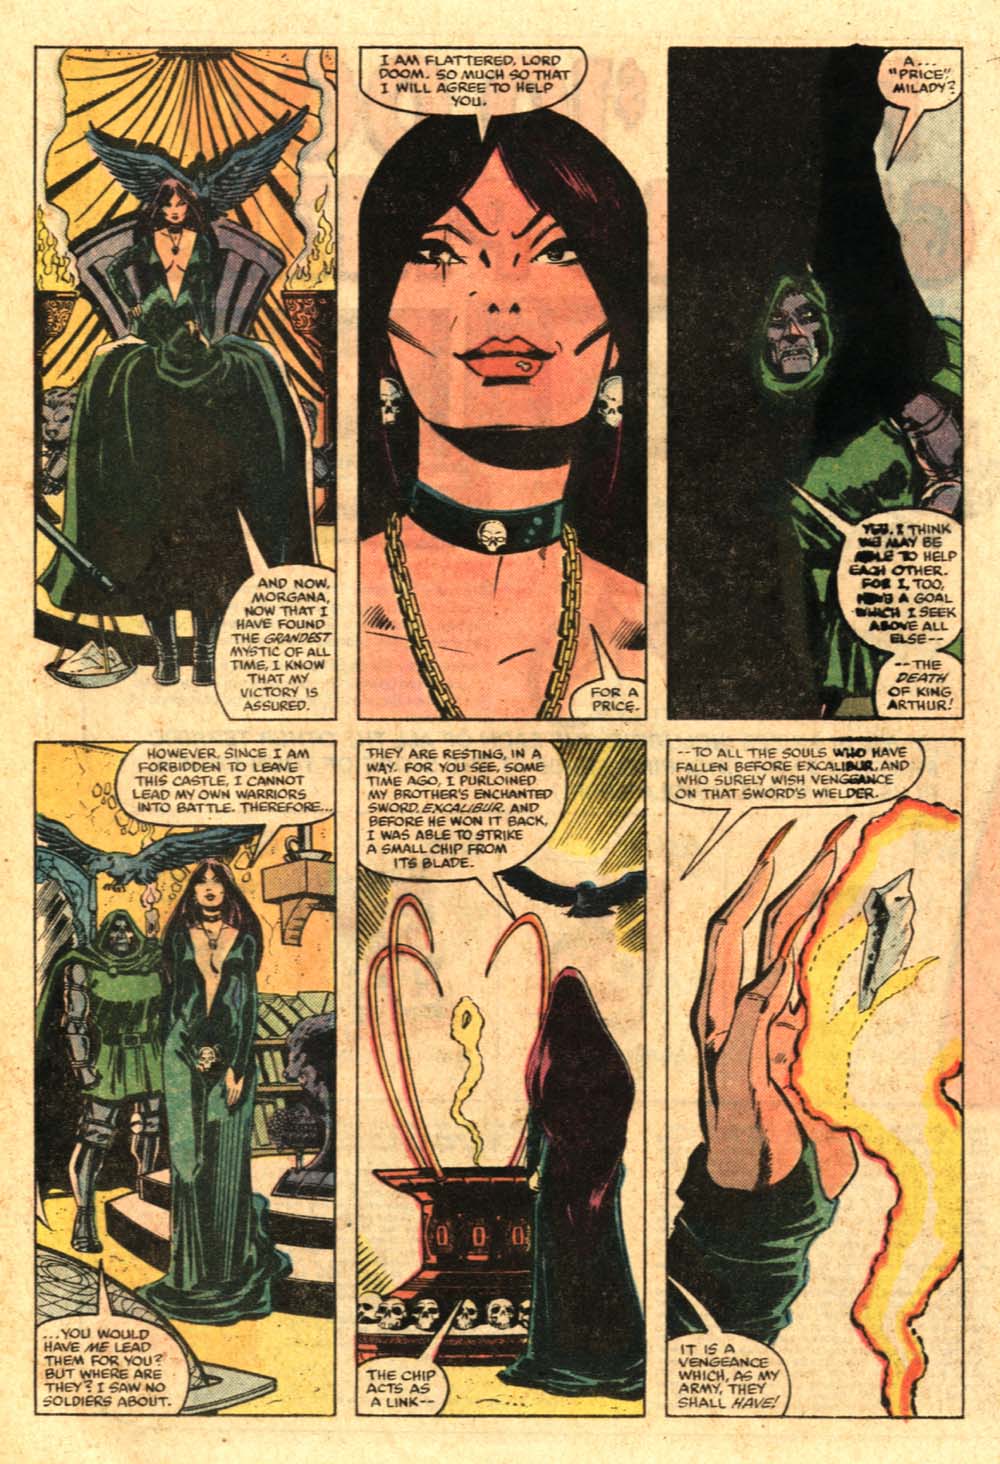 AND NOW,
MORGANA,
NOW THAT I
HAVE FOUND
THE GRANDEST
MYSTIC OF ALL
TIME, I KNOW
THAT MY
VICTORY IS
ASSURED.
I AM FLATTERED, LORD
DOOM. SO MUCH SO THAT
I WILL AGREE TO HELP
YOU.
FOR A
PRICE.
A...
"PRICE", MILADY?
YES. I THINK
WE MAY BE
ABLE TO HELP
EACH OTHER.
FOR I, TOO,
HAVE A GOAL
WHICH I SEEK
ABOVE ALL
ELSE--
--THE
DEATH
OF KING
ARTHUR!
HOWEVER, SINCE I AM
FORBIDDEN TO LEAVE
THIS CASTLE, I CANNOT
LEAD MY OWN WARRIORS
INTO BATTLE. THEREFORE...
...YOU WOULD
HAVE ME LEAD
THEM FOR YOU?
BUT WHERE ARE
THEY? I SAW NO
SOLDIERS ABOUT.
THEY ARE RESTING, IN A
WAY. FOR YOU SEE, SOME
TIME AGO, I PURLOINED
MY BROTHER'S ENCHANTED
SWORD, EXCALIBUR. AND
BEFORE HE WON IT BACK,
I WAS ABLE TO STRIKE
A SMALL CHIP FROM
ITS BLADE.
THE CHIP
ACTS AS
A LINK--
--TO ALL THE SOULS WHO HAVE
FALLEN BEFORE EXCALIBUR, AND
WHO SURELY WISH VENGEANCE
ON THAT SWORD'S WIELDER.
IT IS A
VENGEANCE
WHICH, AS MY
ARMY, THEY
SHALL HAVE!